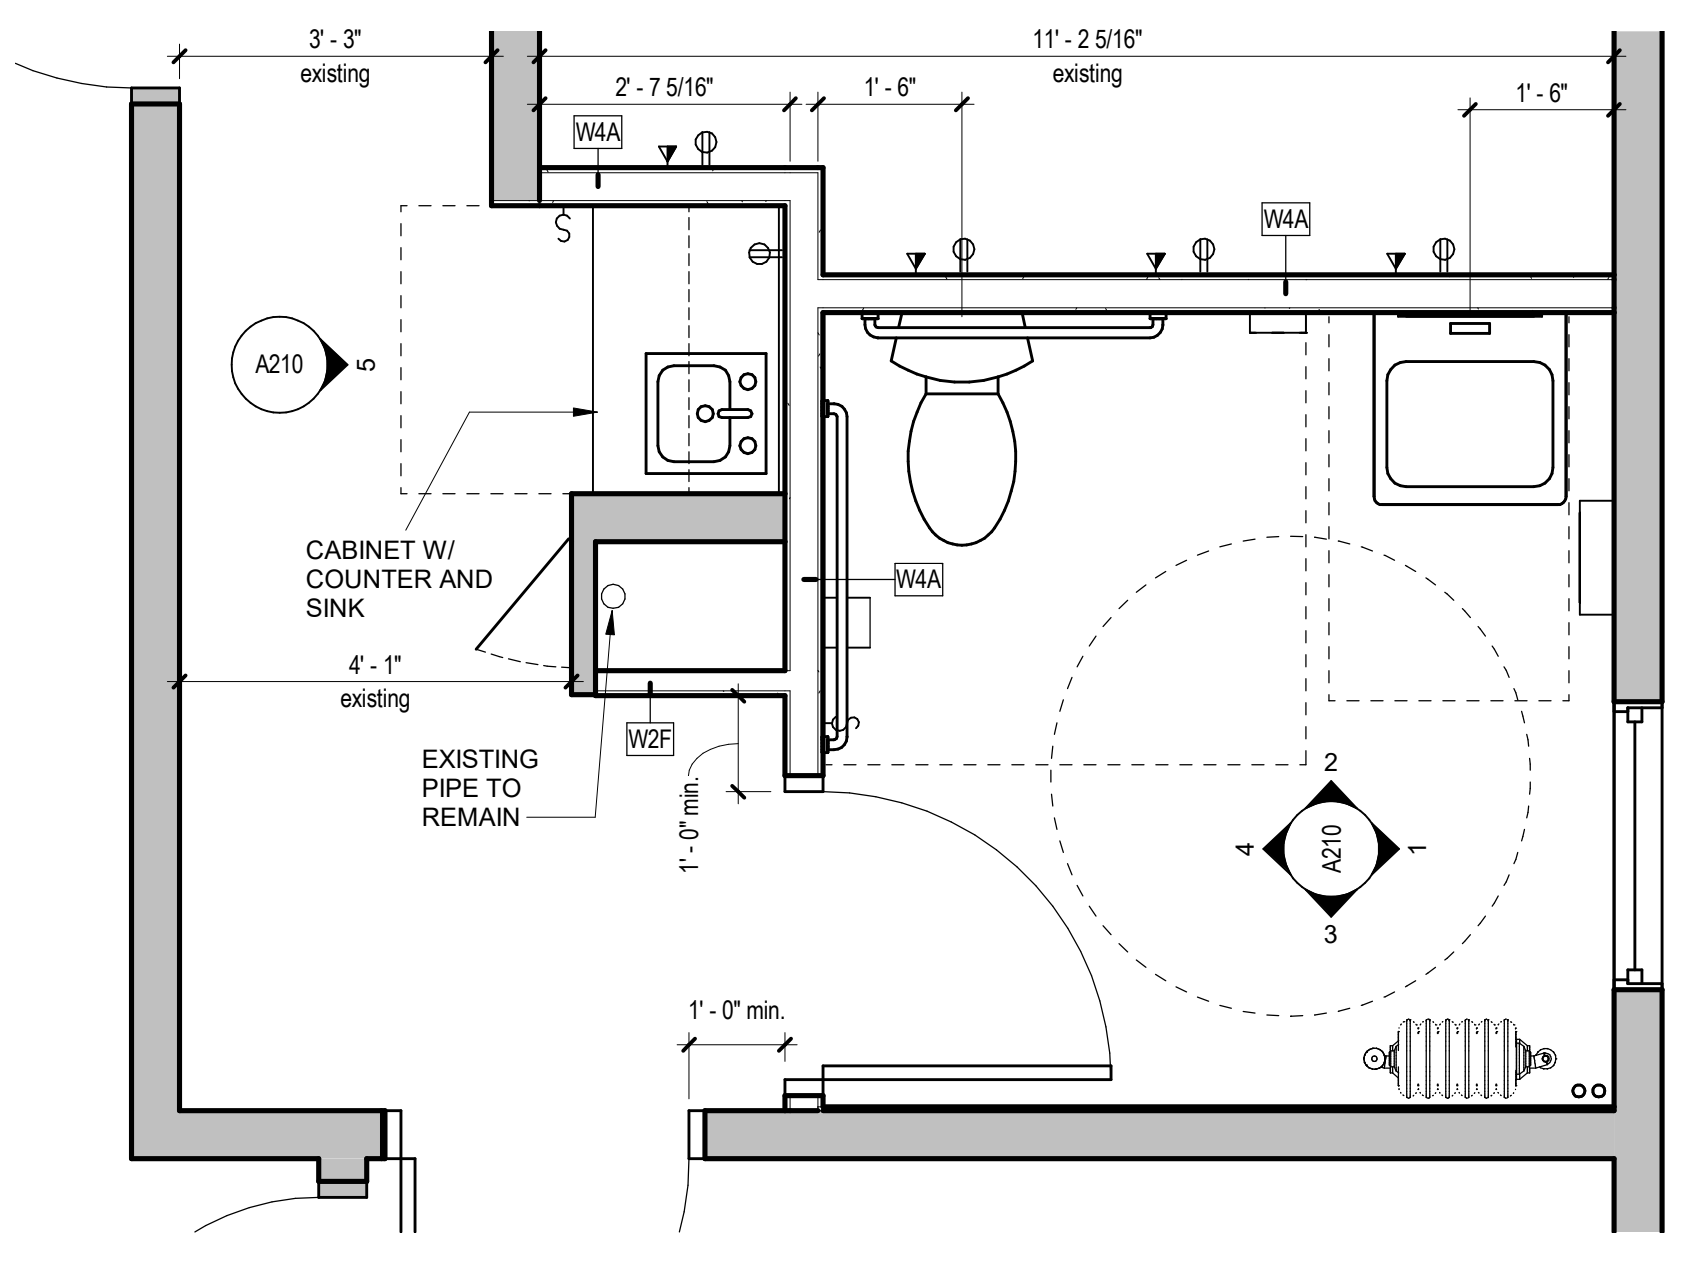 3' - 3"
existing
11' - 2 5/16"
existing
2' - 7 5/16"
1' - 6"
1' - 6"
W4A
W4A
A210
5
CABINET W/
COUNTER AND
SINK
W4A
4' - 1"
existing
W2F
EXISTING
PIPE TO
REMAIN
1' - 0" min.
2
4
A210
1
3
1' - 0" min.